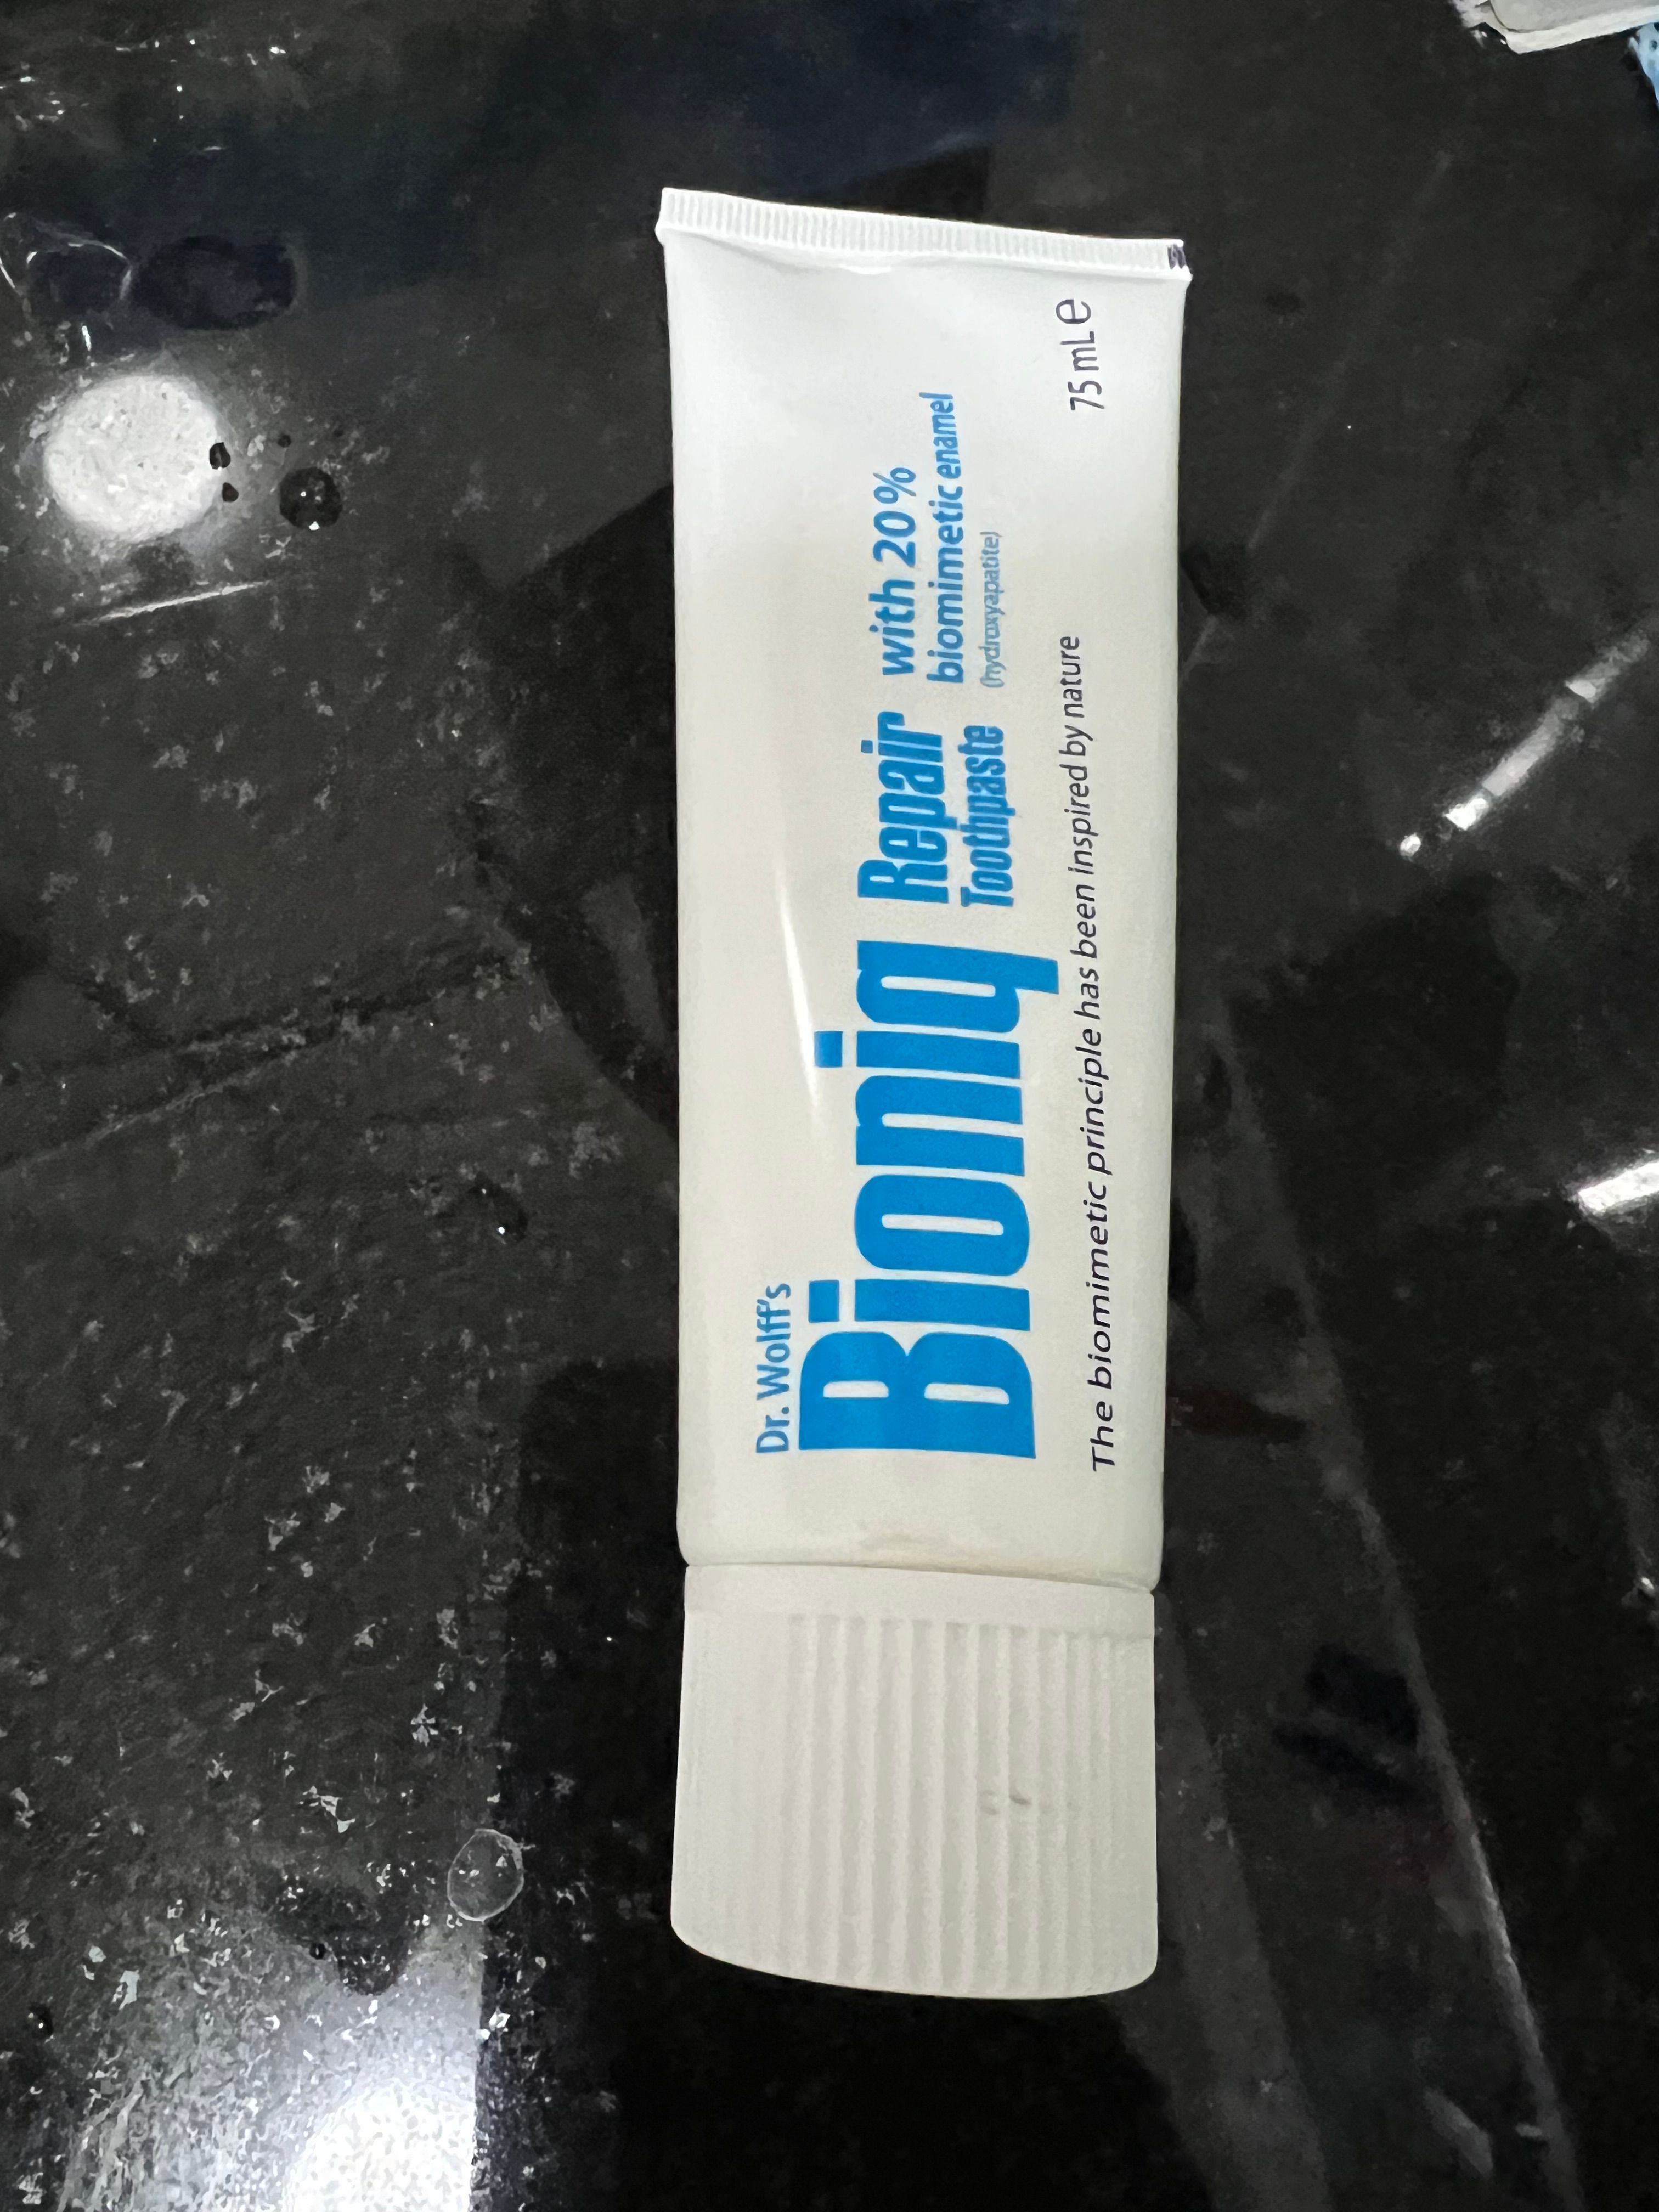 Dr. Wolff's
Bioniq
Repair
Toothpaste
with 20%
biomimetic enamel
(hydroxyapatite)
The biomimetic principle has been inspired by nature
75 mL e